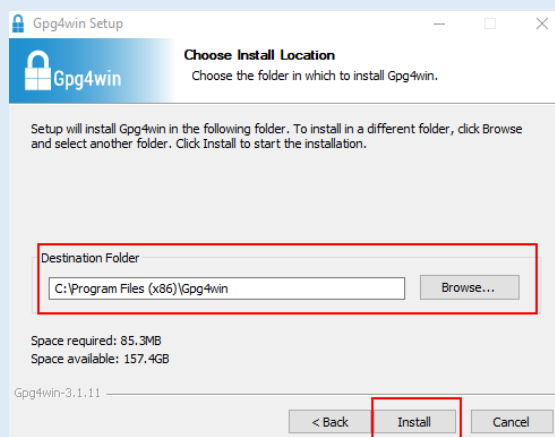 Gpg4win Setup
Gpg4win
Choose Install Location
Choose the folder in which to install Gpg4win.
Setup will install Gpg4win in the following folder. To install in a different folder, click Browse
and select another folder. Click Install to start the installation.
Destination Folder
C:\Program Files (x86)\Gpg4win
Browse...
Space required: 85.3MB
Space available: 157.4GB
Gpg4win-3.1.11
< Back
Install
Cancel